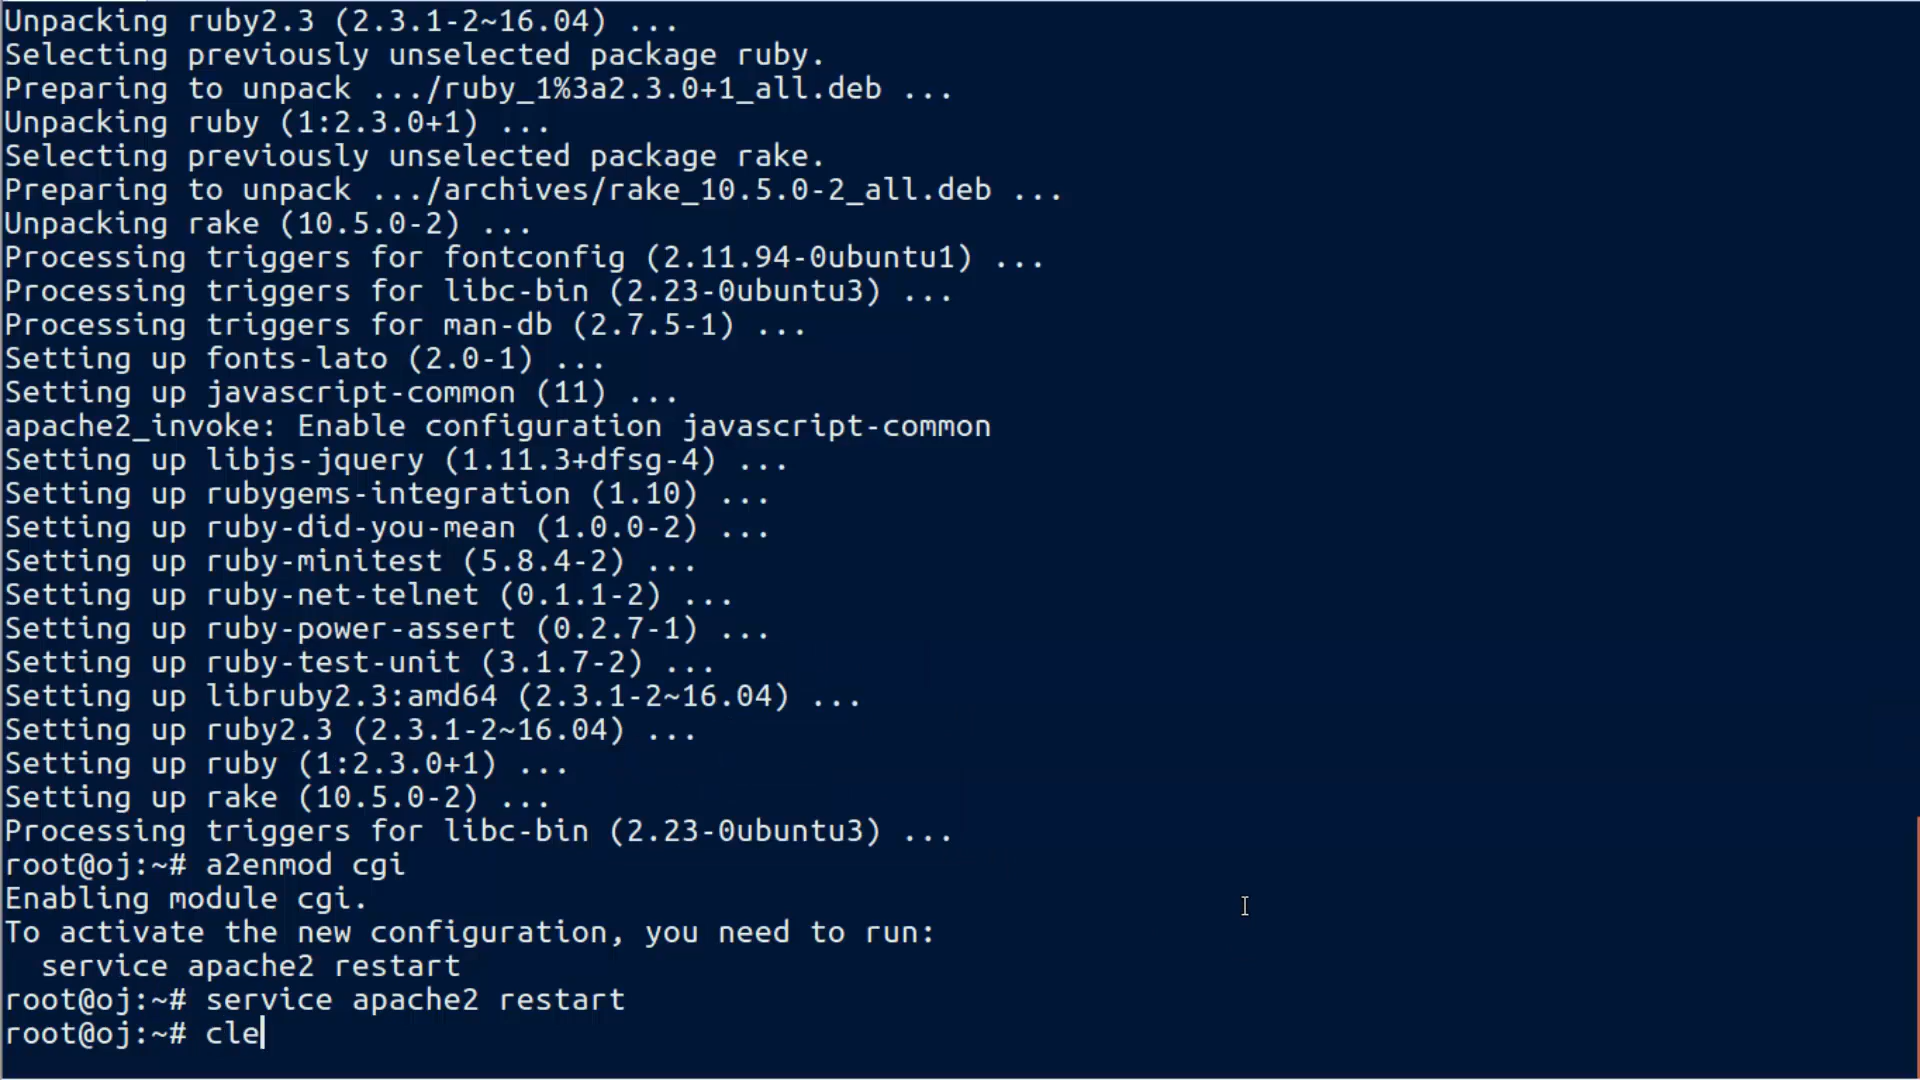 Unpacking ruby2.3 (2.3.1-2~16.04) ...
Selecting previously unselected package ruby.
Preparing to unpack .../ruby_1%3a2.3.0+1_all.deb ...
Unpacking ruby (1:2.3.0+1) ...
Selecting previously unselected package rake.
Preparing to unpack .../archives/rake_10.5.0-2_all.deb ...
Unpacking rake (10.5.0-2) ...
Processing triggers for fontconfig (2.11.94-0ubuntu1) ...
Processing triggers for libc-bin (2.23-0ubuntu3) ...
Processing triggers for man-db (2.7.5-1) ...
Setting up fonts-lato (2.0-1) ...
Setting up javascript-common (11) ...
apache2_invoke: Enable configuration javascript-common
Setting up libjs-jquery (1.11.3+dfsg-4) ...
Setting up rubygems-integration (1.10) ...
Setting up ruby-did-you-mean (1.0.0-2) ...
Setting up ruby-minitest (5.8.4-2) ...
Setting up ruby-net-telnet (0.1.1-2) ...
Setting up ruby-power-assert (0.2.7-1) ...
Setting up ruby-test-unit (3.1.7-2) ...
Setting up libruby2.3:amd64 (2.3.1-2~16.04) ...
Setting up ruby2.3 (2.3.1-2~16.04) ...
Setting up ruby (1:2.3.0+1) ...
Setting up rake (10.5.0-2) ...
Processing triggers for libc-bin (2.23-0ubuntu3) ...
root@oj:~# a2enmod cgi
Enabling module cgi.
To activate the new configuration, you need to run:
  service apache2 restart
root@oj:~# service apache2 restart
root@oj:~# cle